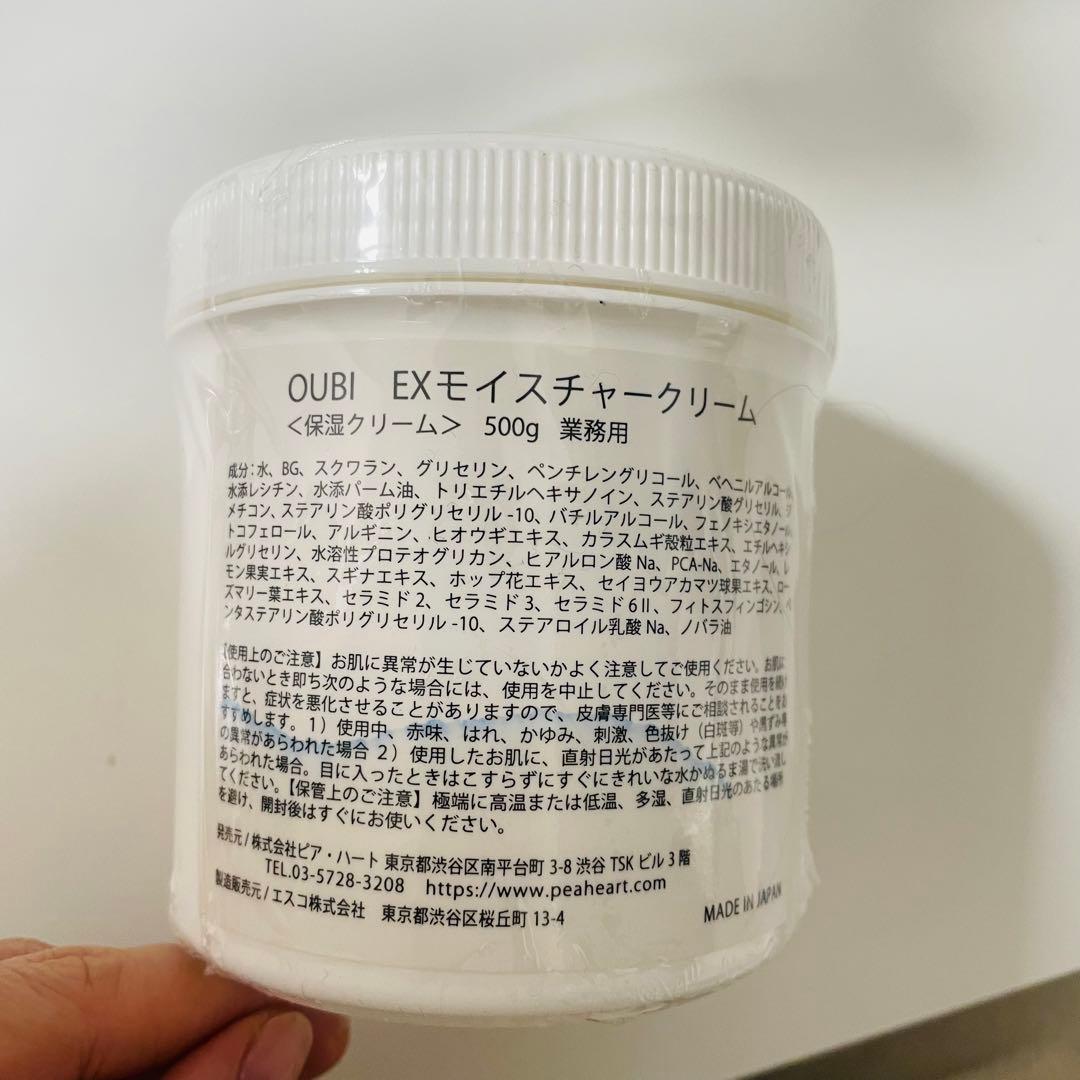 OUBI EXモイスチャークリーム
＜保湿クリーム＞ 500g 業務用
成分：水、BG、スクワラン、グリセリン、ペンチレングリコール、ベヘニルアルコール、
水添レシチン、水添パーム油、トリエチルヘキサノイン、ステアリン酸グリセリル、ジ
メチコン、ステアリン酸ポリグリセリル-10、バチルアルコール、フェノキシエタノール、
トコフェロール、アルギニン、ヒオウギエキス、カラスムギ殻粒エキス、エチルヘキシ
ルグリセリン、水溶性プロテオグリカン、ヒアルロン酸Na、PCA-Na、エタノール、レ
モン果実エキス、スギナエキス、ホップ花エキス、セイヨウアカマツ球果エキス、ロー
ズマリー葉エキス、セラミド2、セラミド3、セラミド6Ⅱ、フィトスフィンゴシン、ペ
ンタステアリン酸ポリグリセリル-10、ステアロイル乳酸Na、ノバラ油
【使用上のご注意】お肌に異常が生じていないかよく注意してご使用ください。お肌に
合わないとき即ち次のような場合には、使用を中止してください。そのまま使用を続け
ますと、症状を悪化させることがありますので、皮膚専門医等にご相談されることをお
すすめします。1）使用中、赤味、はれ、かゆみ、刺激、色抜け（白斑等）や黒ずみ等
の異常があらわれた場合 2）使用したお肌に、直射日光があたって上記のような異常が
あらわれた場合。目に入ったときはこすらずにすぐにきれいな水かぬるま湯で洗い流し
てください。【保管上のご注意】極端に高温または低温、多湿、直射日光のあたる場所
を避け、開封後はすぐにお使いください。
発売元/株式会社ピア・ハート 東京都渋谷区南平台町 3-8 渋谷 TSK ビル 3 階
TEL.03-5728-3208 https://www.peaheart.com
製造販売元/エスコ株式会社 東京都渋谷区桜丘町 13-4
MADE IN JAPAN